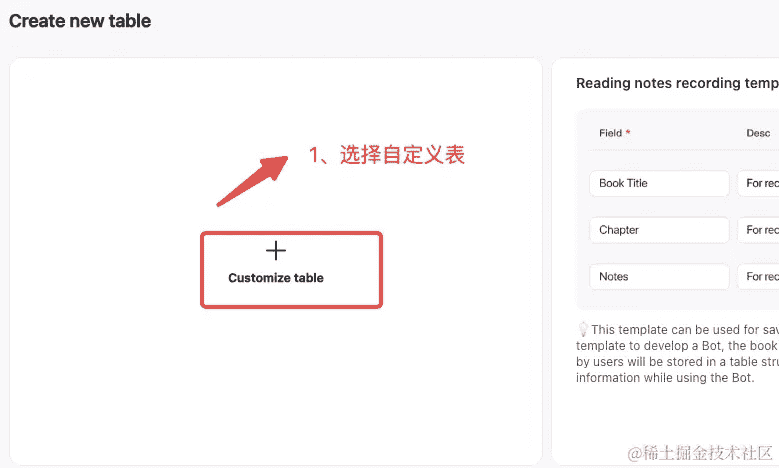 Create new table
1、选择自定义表
Customize table
Reading notes recording temp
Field *
Desc
Book Title
For rec
Chapter
For rec
Notes
For rec
💡This template can be used for sav
template to develop a Bot, the book
by users will be stored in a table stru
information while using the Bot.
@稀土掘金技术社区